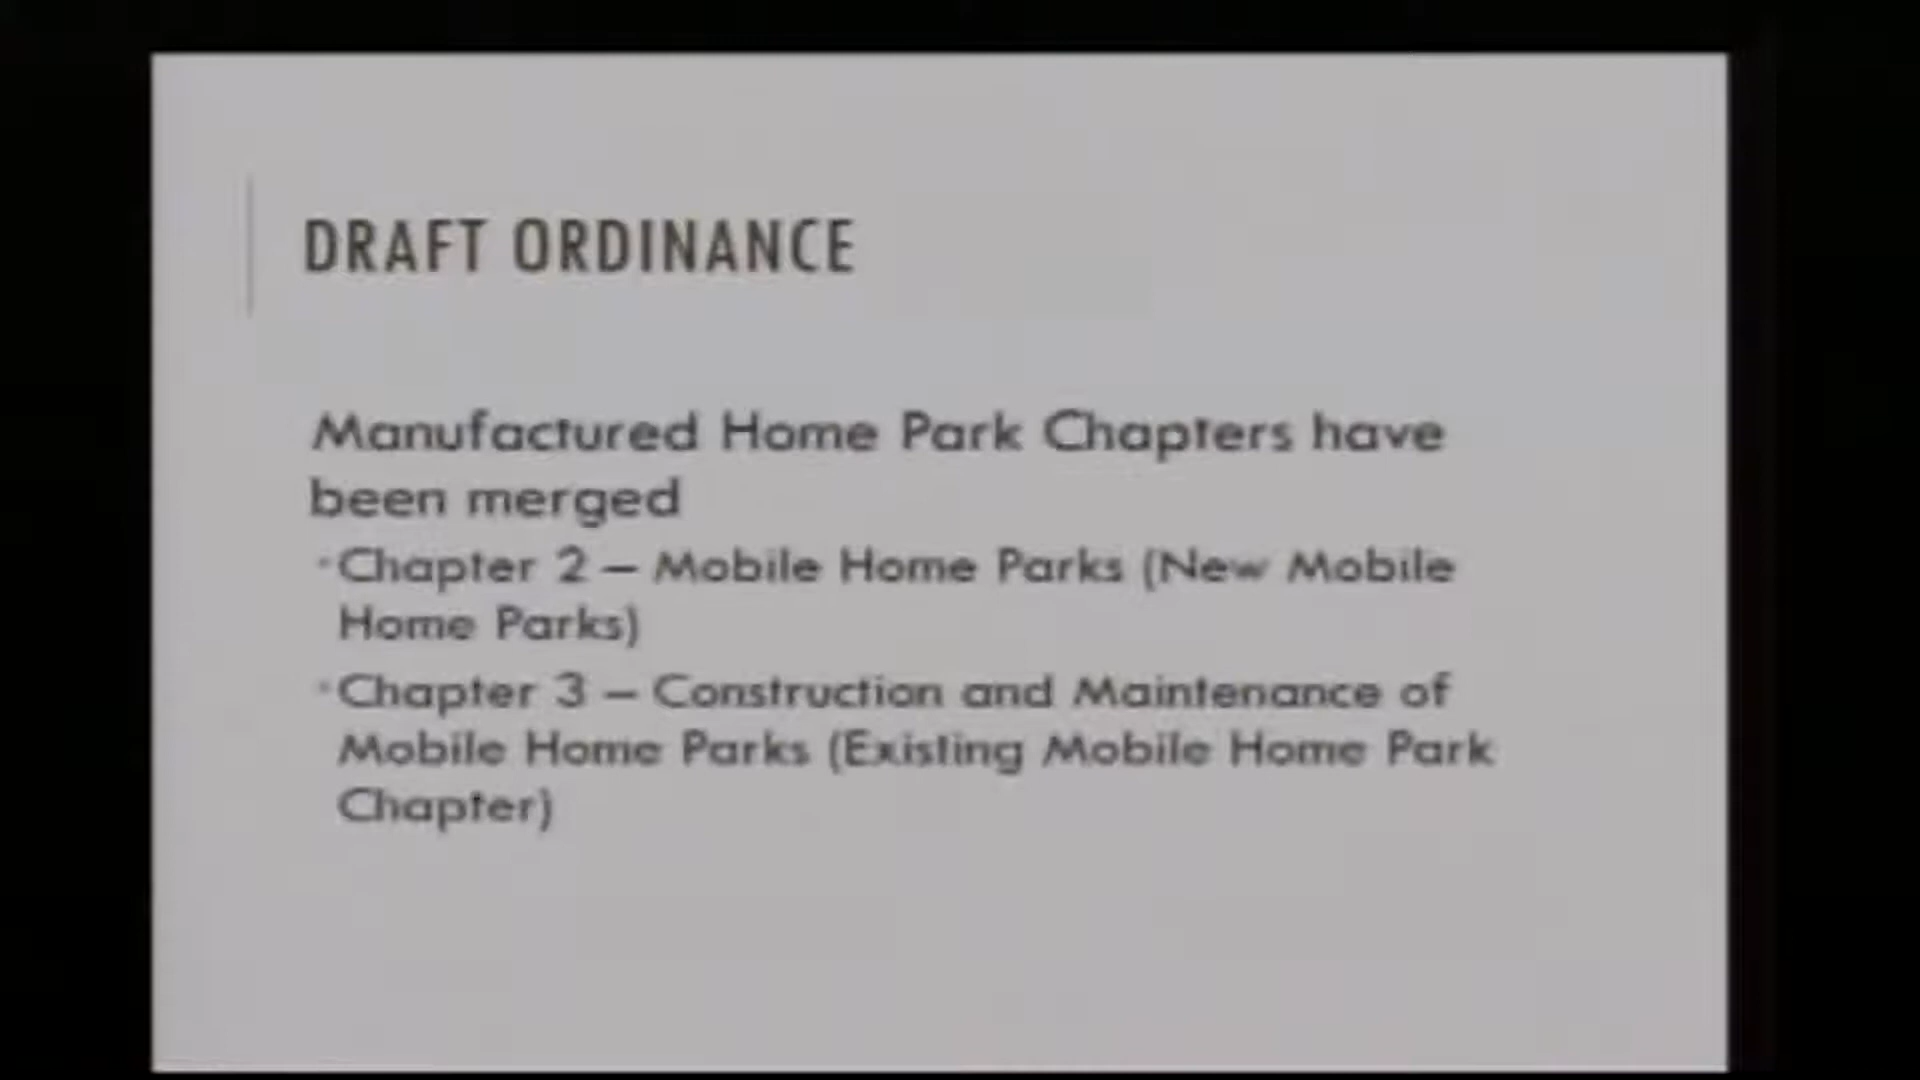 DRAFT ORDINANCE
Manufactured Home Park Chapters have
been merged
•Chapter 2 – Mobile Home Parks (New Mobile
Home Parks)
•Chapter 3 – Construction and Maintenance of
Mobile Home Parks (Existing Mobile Home Park
Chapter)